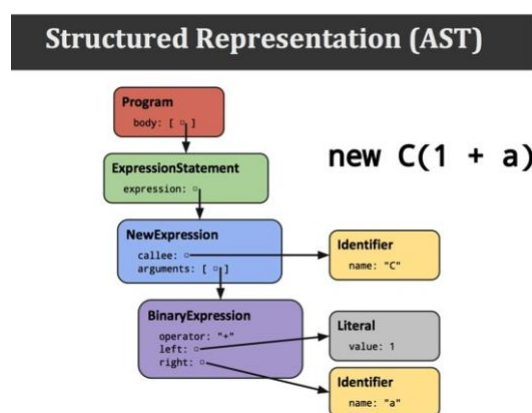 Structured Representation (AST)
Program
body: [ ▫ ]
new C(1 + a)
ExpressionStatement
expression: ▫
NewExpression
callee: ▫
arguments: [ ▫ ]
Identifier
name: "C"
BinaryExpression
operator: "+"
left: ▫
right: ▫
Literal
value: 1
Identifier
name: "a"